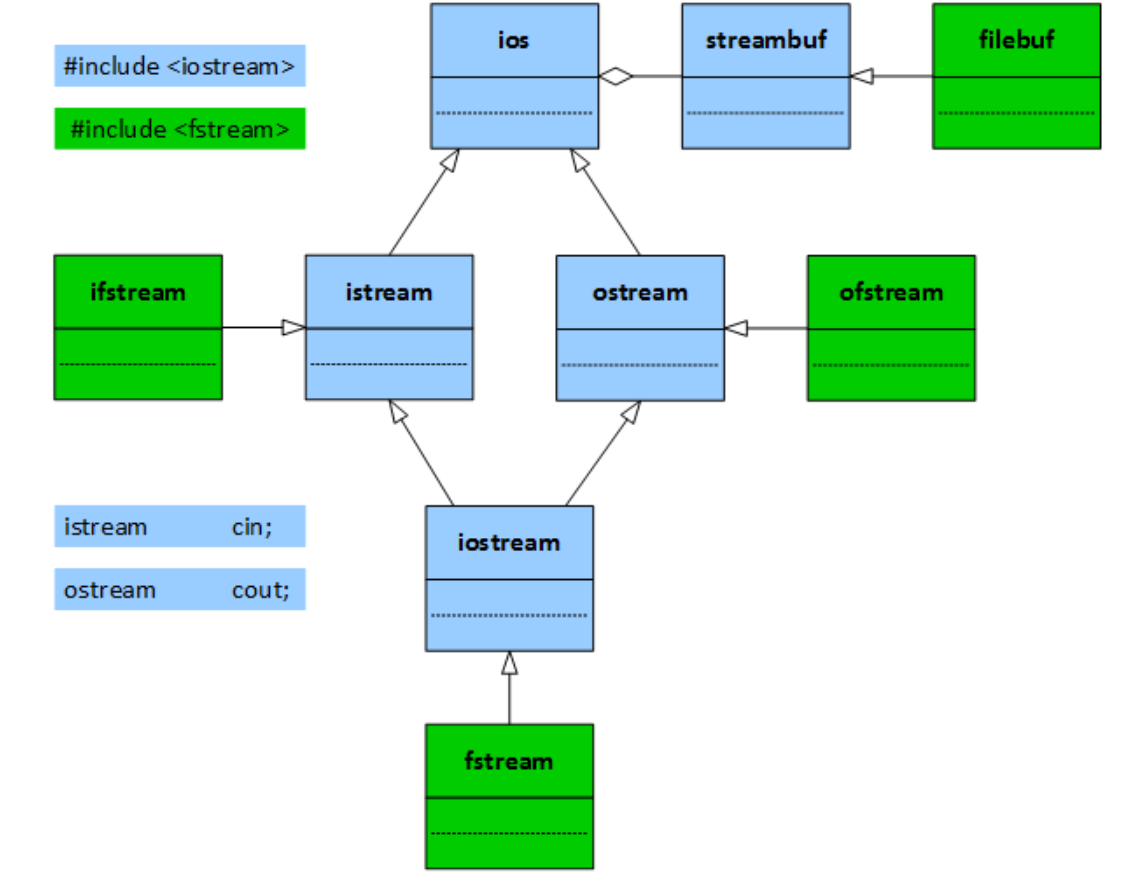 ios
streambuf
filebuf
#include <iostream>
#include <fstream>
ifstream
istream
ostream
ofstream
istream cin;
iostream
ostream cout;
fstream